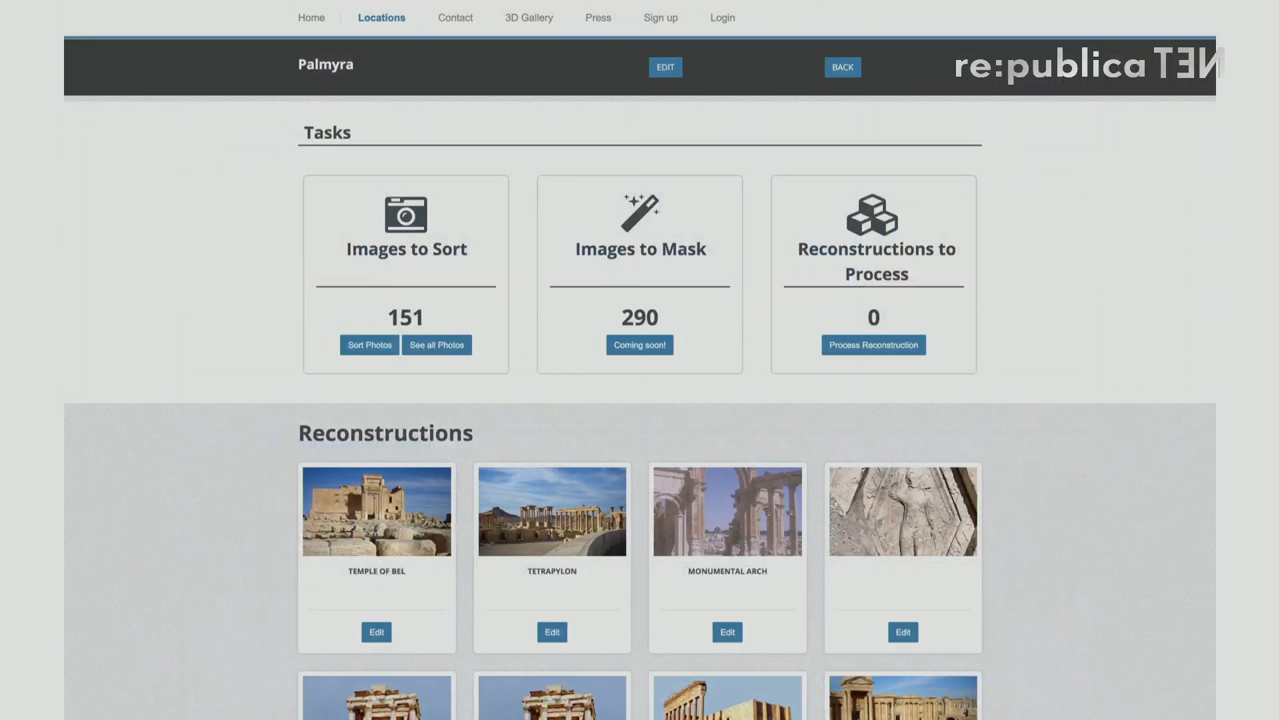 Home Locations Contact 3D Gallery Press Sign up Login
re:publica TEN
Palmyra EDIT BACK
Tasks
Images to Sort
151
Sort Photos See all Photos
Images to Mask
290
Coming soon!
Reconstructions to
Process
0
Process Reconstruction
Reconstructions
TEMPLE OF BEL
Edit
TETRAPYLON
Edit
MONUMENTAL ARCH
Edit
Edit